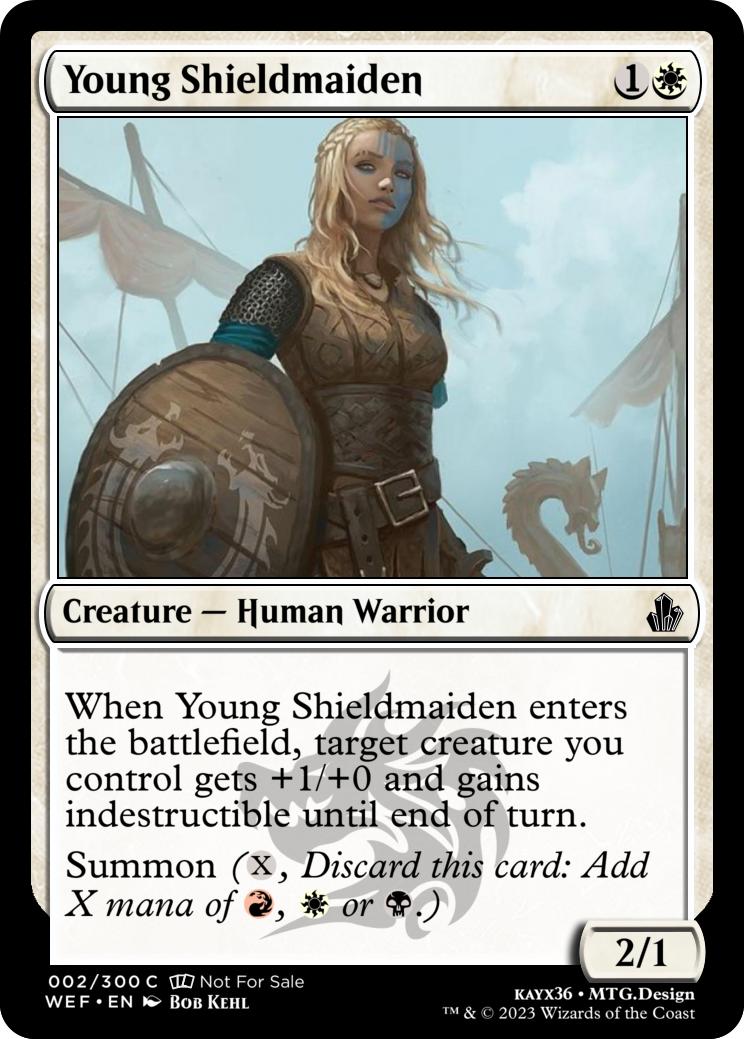 Young Shieldmaiden 1
Creature — Human Warrior
When Young Shieldmaiden enters
the battlefield, target creature you
control gets +1/+0 and gains
indestructible until end of turn.
Summon (X, Discard this card: Add
X mana of , or .)
2/1
002/300 C Not For Sale
WEF • EN Bob Kehl
kayx36 • MTG.Design
™ & © 2023 Wizards of the Coast